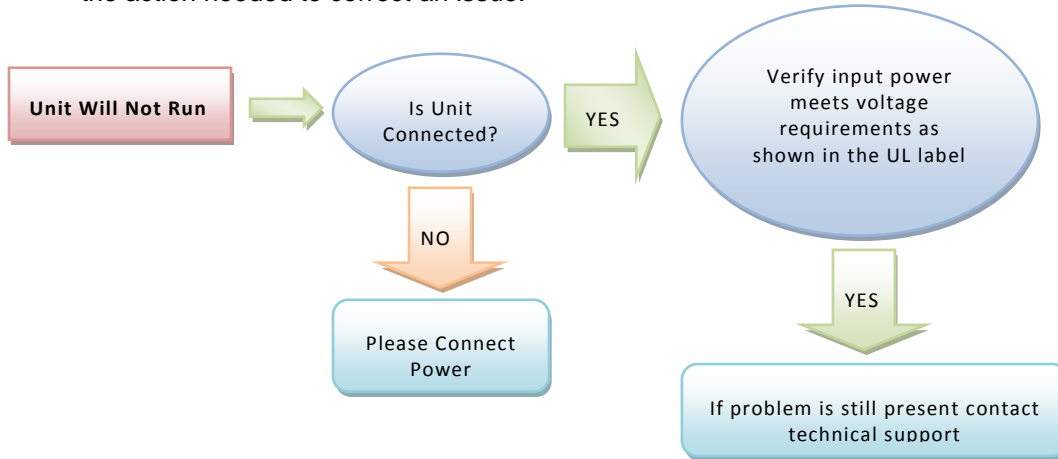 the action needed to correct an issue.
Unit Will Not Run
Is Unit
Connected?
YES
Verify input power
meets voltage
requirements as
shown in the UL label
NO
YES
Please Connect
Power
If problem is still present contact
technical support